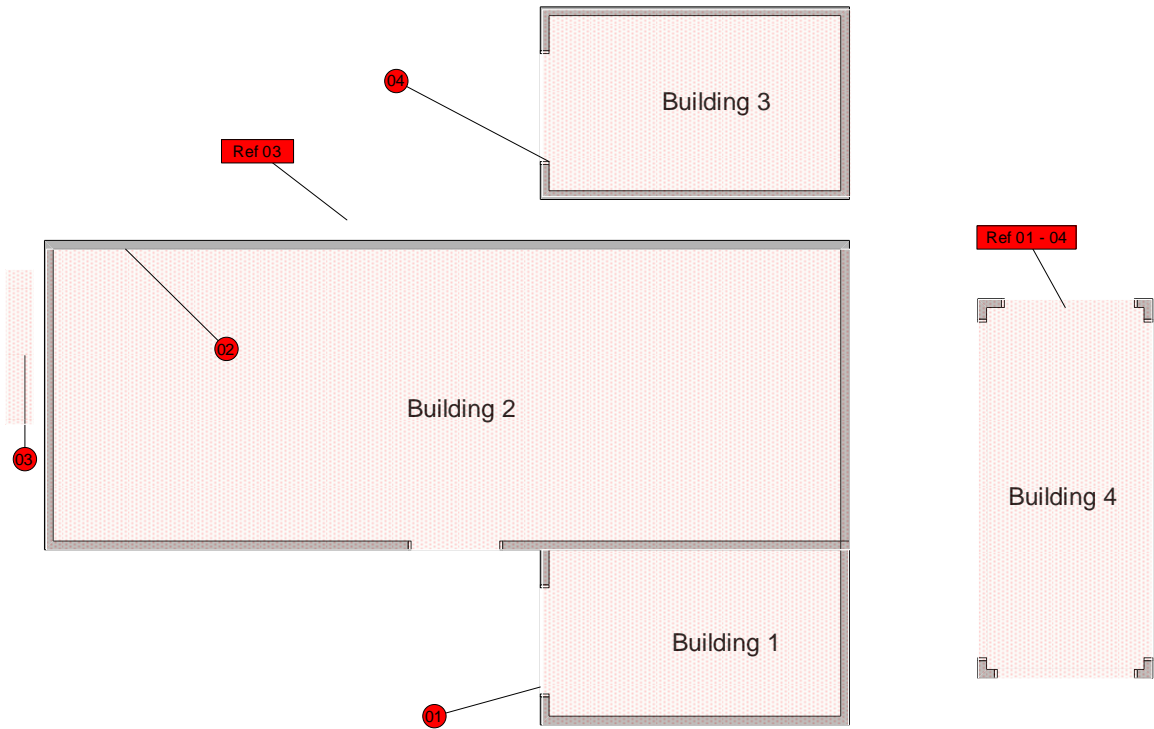 04
Building 3
Ref 03
Ref 01 - 04
02
Building 2
03
Building 4
Building 1
01